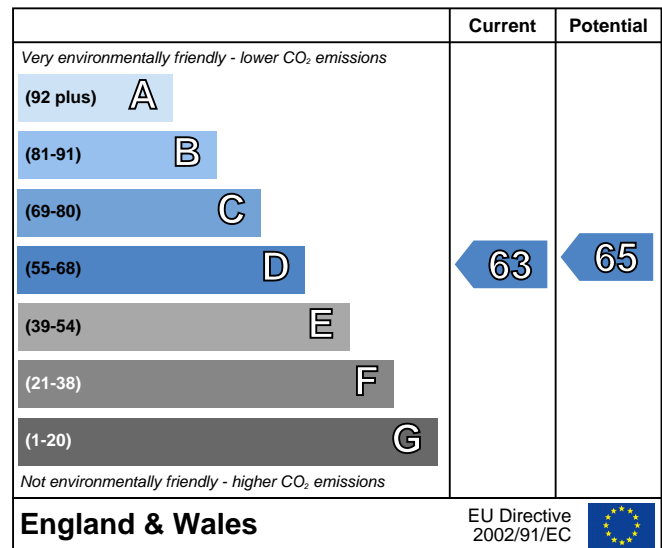 Current Potential
Very environmentally friendly - lower CO₂ emissions
(92 plus) A
(81-91) B
(69-80) C
(55-68) D 63 65
(39-54) E
(21-38) F
(1-20) G
Not environmentally friendly - higher CO₂ emissions
England & Wales EU Directive
2002/91/EC